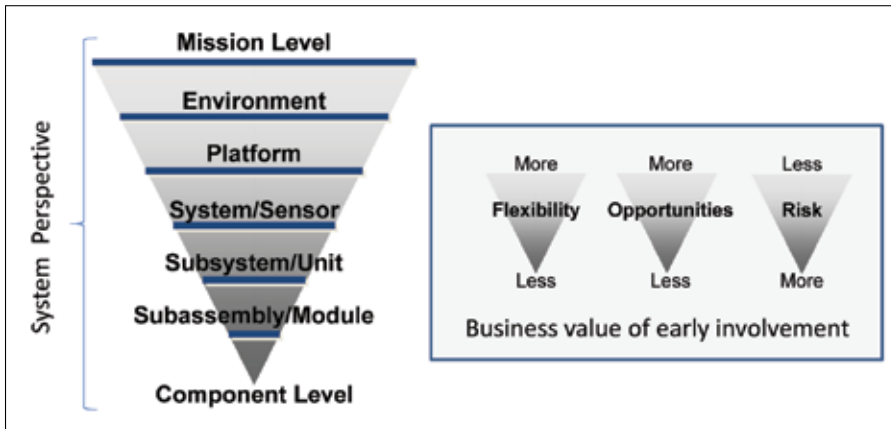 System Perspective
Mission Level
Environment
Platform
System/Sensor
Subsystem/Unit
Subassembly/Module
Component Level
More
More
Less
Flexibility
Opportunities
Risk
Less
Less
More
Business value of early involvement